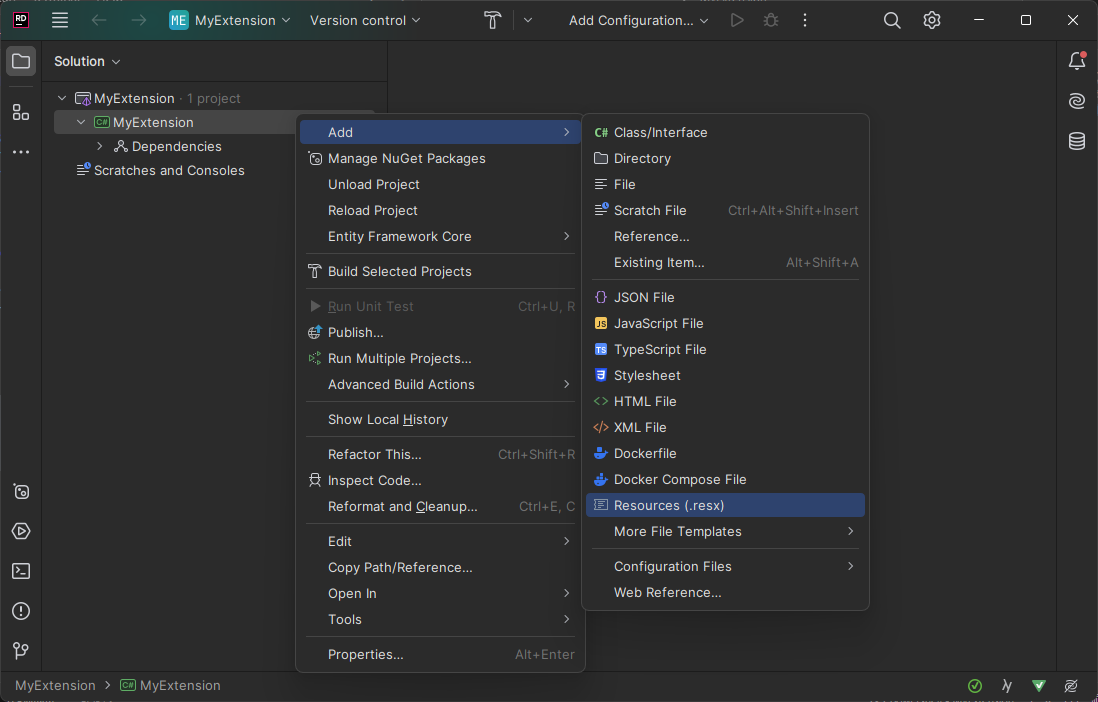 RD ME MyExtension Version control Add Configuration...
Solution
MyExtension · 1 project
C# MyExtension
Dependencies
Scratches and Consoles
Add
Manage NuGet Packages
Unload Project
Reload Project
Entity Framework Core
Build Selected Projects
Run Unit Test Ctrl+U, R
Publish...
Run Multiple Projects...
Advanced Build Actions
Show Local History
Refactor This... Ctrl+Shift+R
Inspect Code...
Reformat and Cleanup... Ctrl+E, C
Edit
Copy Path/Reference...
Open In
Tools
Properties... Alt+Enter
C# Class/Interface
Directory
File
Scratch File Ctrl+Alt+Shift+Insert
Reference...
Existing Item... Alt+Shift+A
JSON File
JS JavaScript File
TS TypeScript File
Stylesheet
HTML File
XML File
Dockerfile
Docker Compose File
Resources (.resx)
More File Templates
Configuration Files
Web Reference...
MyExtension > C# MyExtension